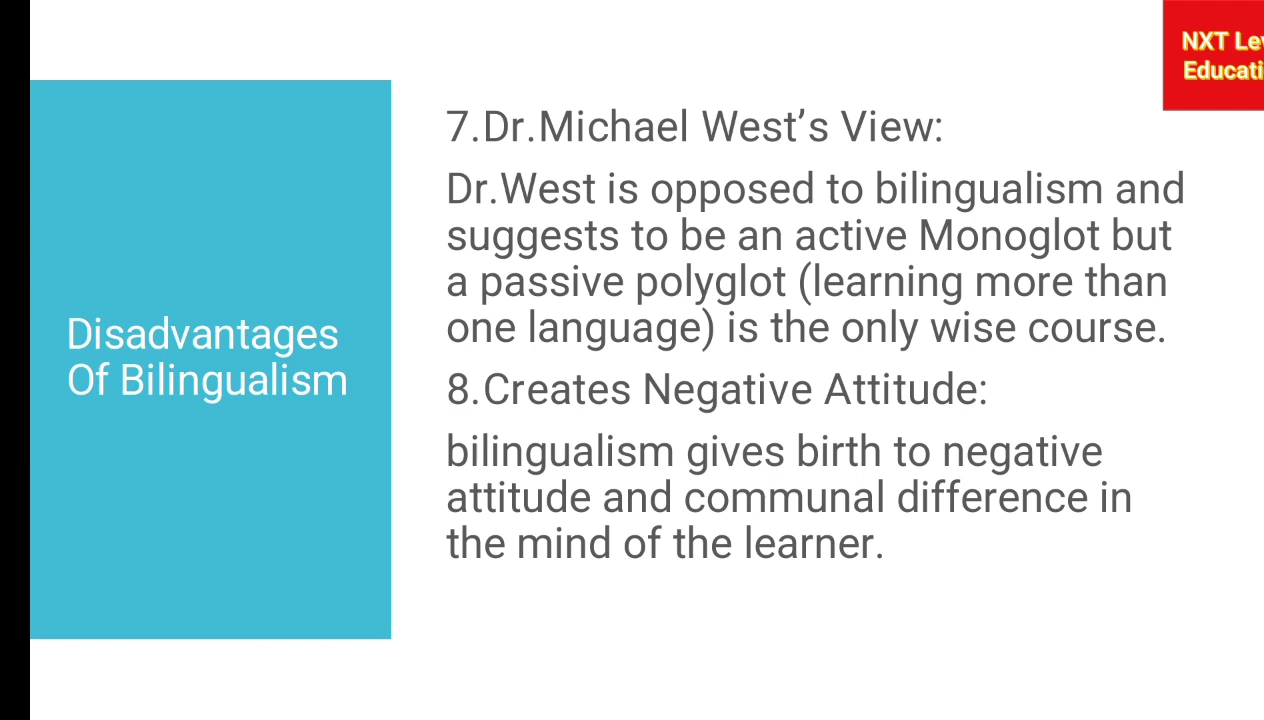 NXT Lev
Educati
Disadvantages
Of Bilingualism
7.Dr.Michael West’s View:
Dr.West is opposed to bilingualism and
suggests to be an active Monoglot but
a passive polyglot (learning more than
one language) is the only wise course.
8.Creates Negative Attitude:
bilingualism gives birth to negative
attitude and communal difference in
the mind of the learner.